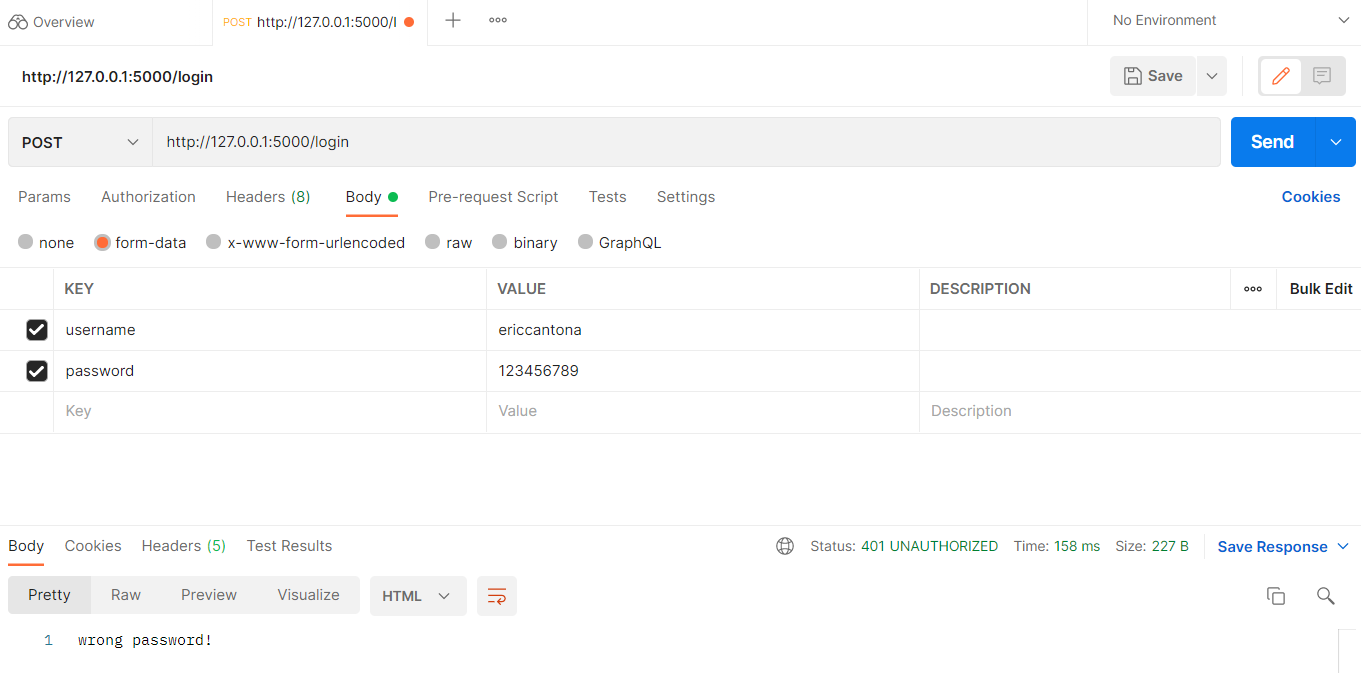 Overview
POST http://127.0.0.1:5000/l
No Environment
http://127.0.0.1:5000/login
Save
POST http://127.0.0.1:5000/login Send
Params Authorization Headers (8) Body Pre-request Script Tests Settings Cookies
none form-data x-www-form-urlencoded raw binary GraphQL
KEY VALUE DESCRIPTION Bulk Edit
username ericcantona
password 123456789
Key Value Description
Body Cookies Headers (5) Test Results Status: 401 UNAUTHORIZED Time: 158 ms Size: 227 B Save Response
Pretty Raw Preview Visualize HTML
1 wrong password!